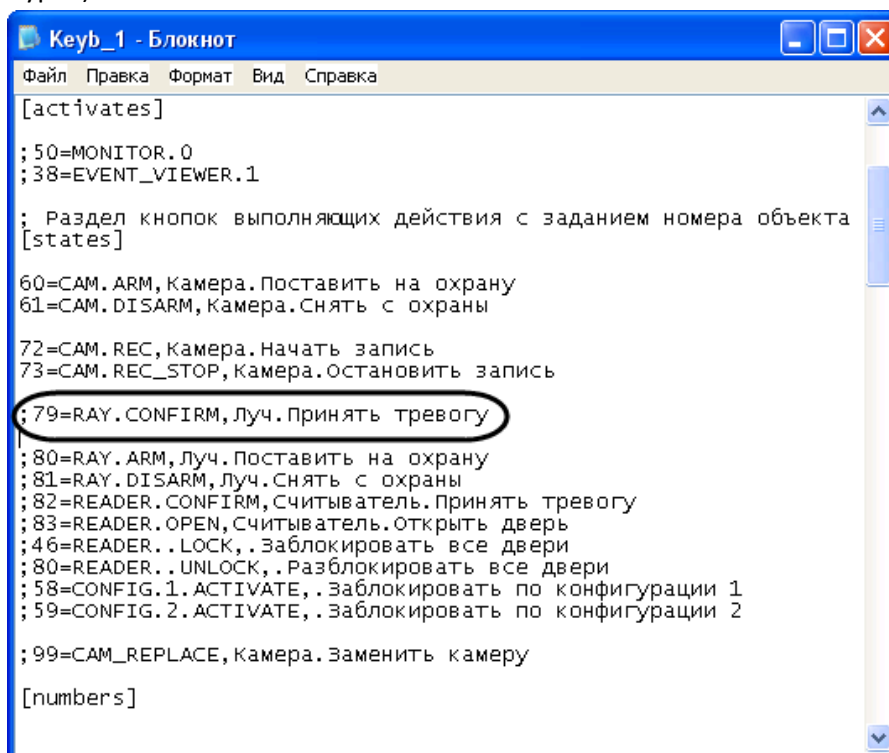 Keyb_1 - Блокнот
Файл Правка Формат Вид Справка
[activates]
;50=MONITOR.0
;38=EVENT_VIEWER.1
; Раздел кнопок выполняющих действия с заданием номера объекта
[states]
60=CAM.ARM,Камера.Поставить на охрану
61=CAM.DISARM,Камера.Снять с охраны
72=CAM.REC,Камера.Начать запись
73=CAM.REC_STOP,Камера.Остановить запись
;79=RAY.CONFIRM,Луч.Принять тревогу
;80=RAY.ARM,Луч.Поставить на охрану
;81=RAY.DISARM,Луч.Снять с охраны
;82=READER.CONFIRM,Считыватель.Принять тревогу
;83=READER.OPEN,Считыватель.Открыть дверь
;46=READER..LOCK,.Заблокировать все двери
;80=READER..UNLOCK,.Разблокировать все двери
;58=CONFIG.1.ACTIVATE,.Заблокировать по конфигурации 1
;59=CONFIG.2.ACTIVATE,.Заблокировать по конфигурации 2
;99=CAM_REPLACE,Камера.Заменить камеру
[numbers]